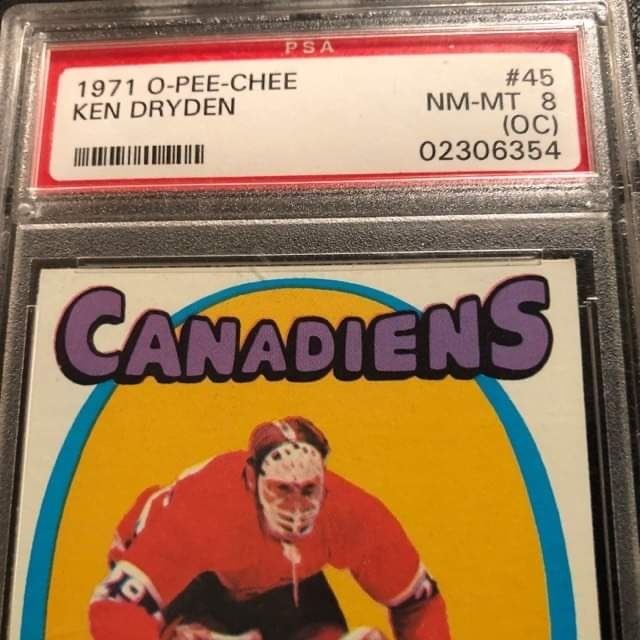 PSA
1971 O-PEE-CHEE #45
KEN DRYDEN NM-MT 8
(OC)
02306354
CANADIENS